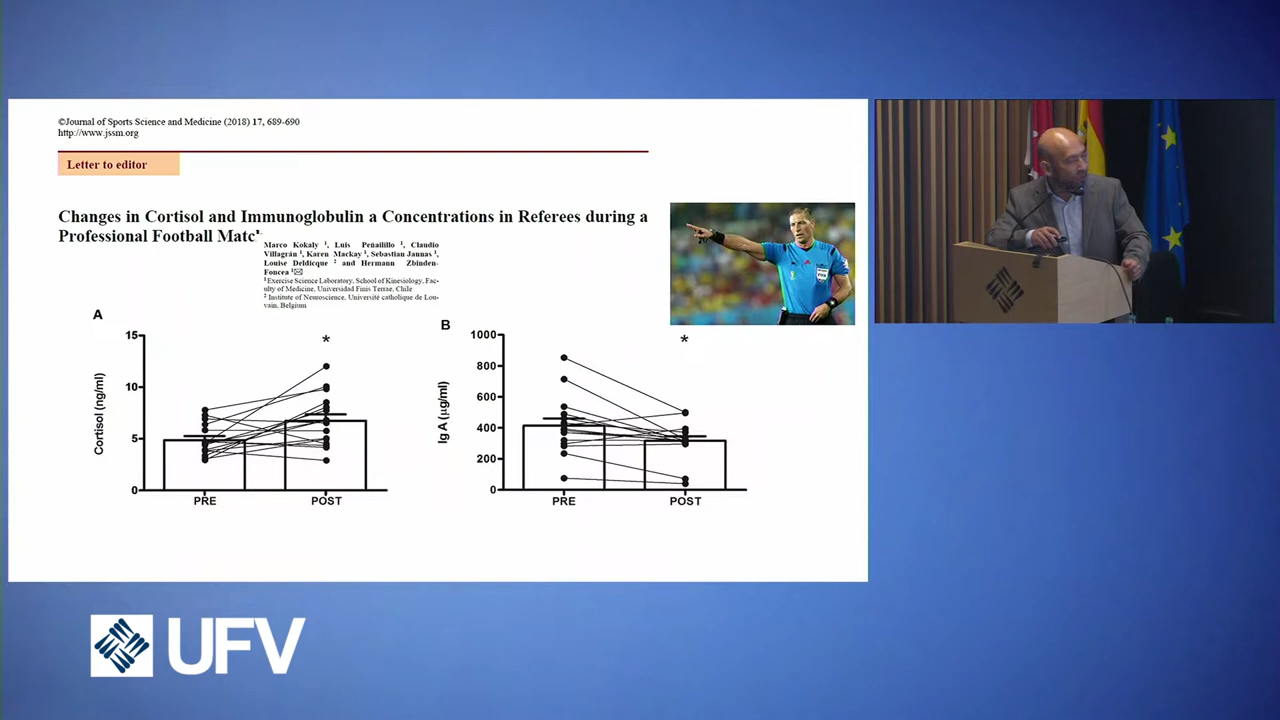 ©Journal of Sports Science and Medicine (2018) 17, 689-690
http://www.jssm.org
Letter to editor
Changes in Cortisol and Immunoglobulin a Concentrations in Referees during a
Professional Football Matc
Marco Kokaly 1, Luis Peñailillo 1, Claudio
Villagrán 1, Karen Mackay 1, Sebastian Jannas 1,
Louise Deldicque 2 and Hermann Zbinden-
Foncea 1✉
1 Exercise Science Laboratory, School of Kinesiology, Fac-
ulty of Medicine, Universidad Finis Terrae, Chile
2 Institute of Neuroscience, Université catholique de Lou-
vain, Belgium
A
15
10
5
0
Cortisol (ng/ml)
*
PRE
POST
B
1000
800
600
400
200
0
Ig A (µg/ml)
*
PRE
POST
UFV